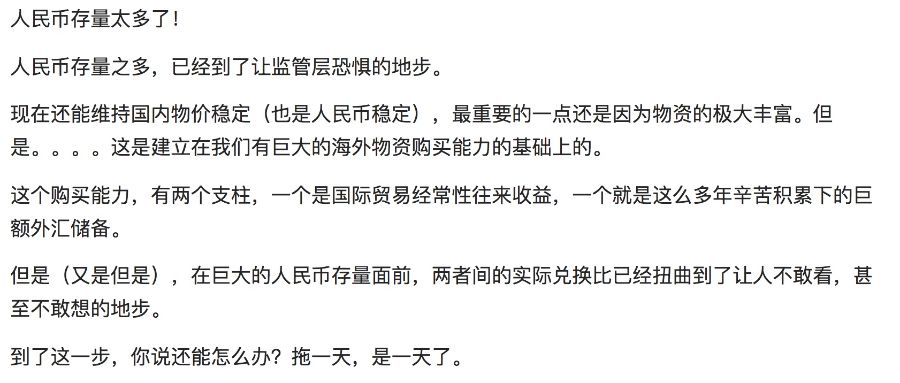 人民币存量太多了！
人民币存量之多，已经到了让监管层恐惧的地步。
现在还能维持国内物价稳定（也是人民币稳定），最重要的一点还是因为物资的极大丰富。但
是。。。。这是建立在我们有巨大的海外物资购买能力的基础上的。
这个购买能力，有两个支柱，一个是国际贸易经常性往来收益，一个就是这么多年辛苦积累下的巨
额外汇储备。
但是（又是但是），在巨大的人民币存量面前，两者间的实际兑换比已经扭曲到了让人不敢看，甚
至不敢想的地步。
到了这一步，你说还能怎么办？拖一天，是一天了。